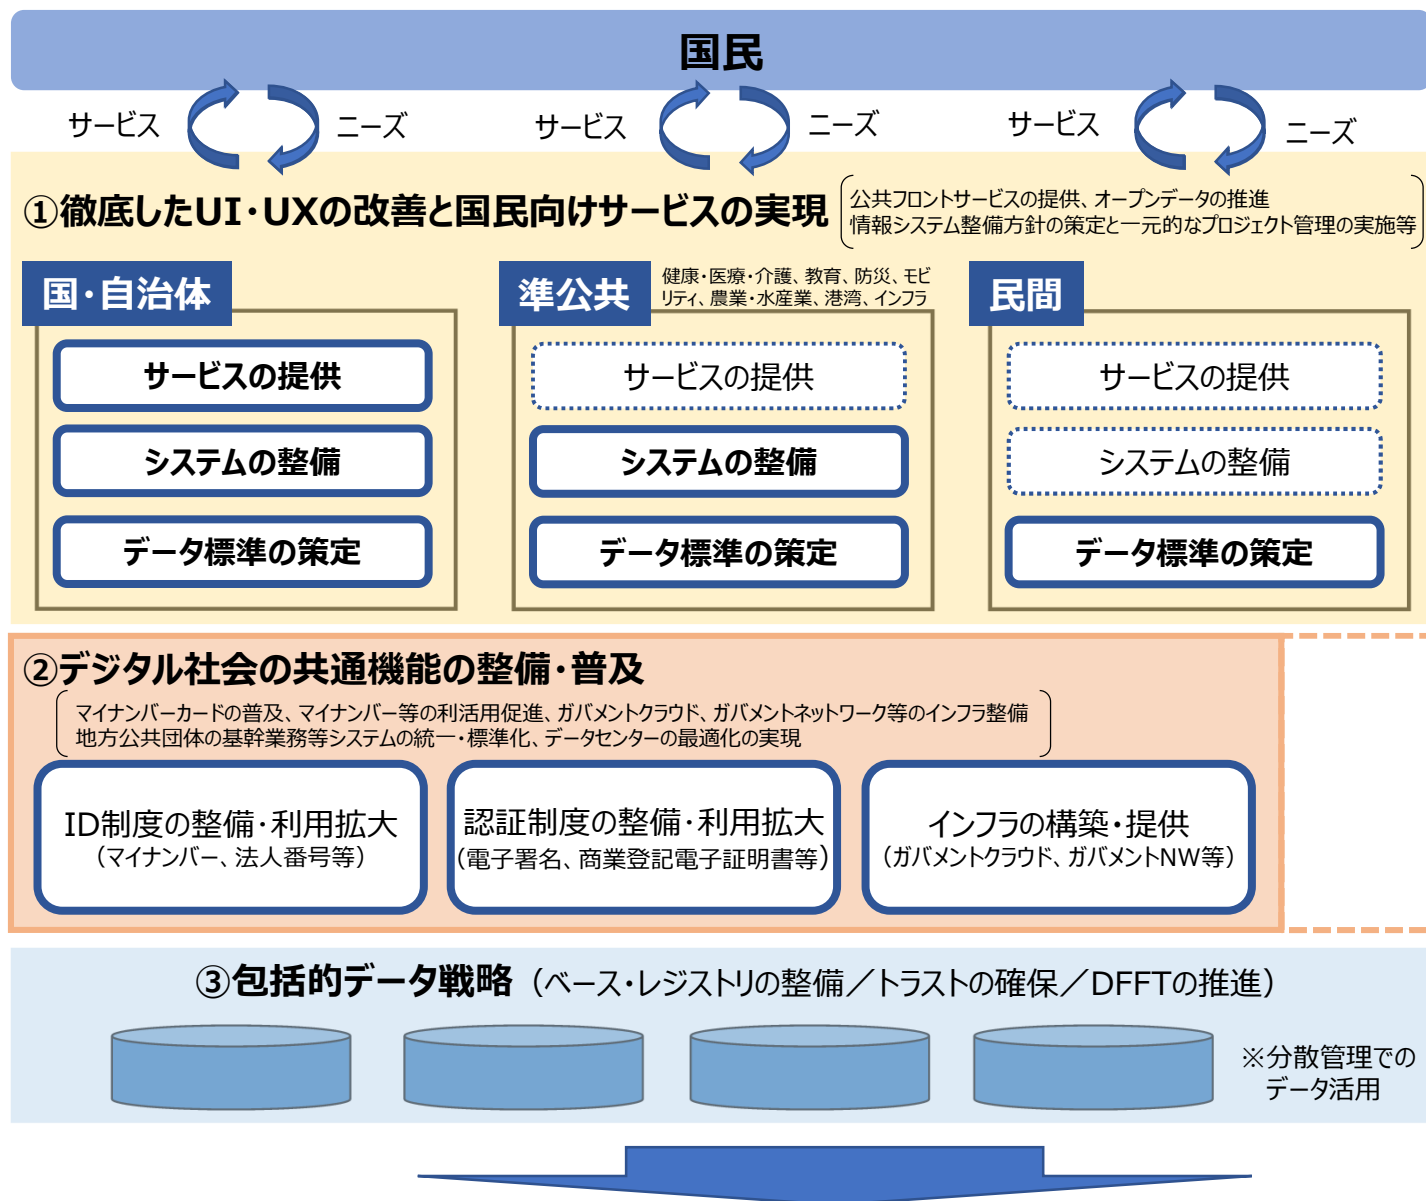 国民
サービス
ニーズ
サービス
ニーズ
サービス
ニーズ
①徹底したUI・UXの改善と国民向けサービスの実現
公共フロントサービスの提供、オープンデータの推進
情報システム整備方針の策定と一元的なプロジェクト管理の実施等
国・自治体
サービスの提供
システムの整備
データ標準の策定
準公共
健康・医療・介護、教育、防災、モビ
リティ、農業・水産業、港湾、インフラ
サービスの提供
システムの整備
データ標準の策定
民間
サービスの提供
システムの整備
データ標準の策定
②デジタル社会の共通機能の整備・普及
マイナンバーカードの普及、マイナンバー等の利活用促進、ガバメントクラウド、ガバメントネットワーク等のインフラ整備
地方公共団体の基幹業務等システムの統一・標準化、データセンターの最適化の実現
ID制度の整備・利用拡大
（マイナンバー、法人番号等）
認証制度の整備・利用拡大
（電子署名、商業登記電子証明書等）
インフラの構築・提供
（ガバメントクラウド、ガバメントNW等）
③包括的データ戦略（ベース・レジストリの整備／トラストの確保／DFFTの推進）
※分散管理での
データ活用